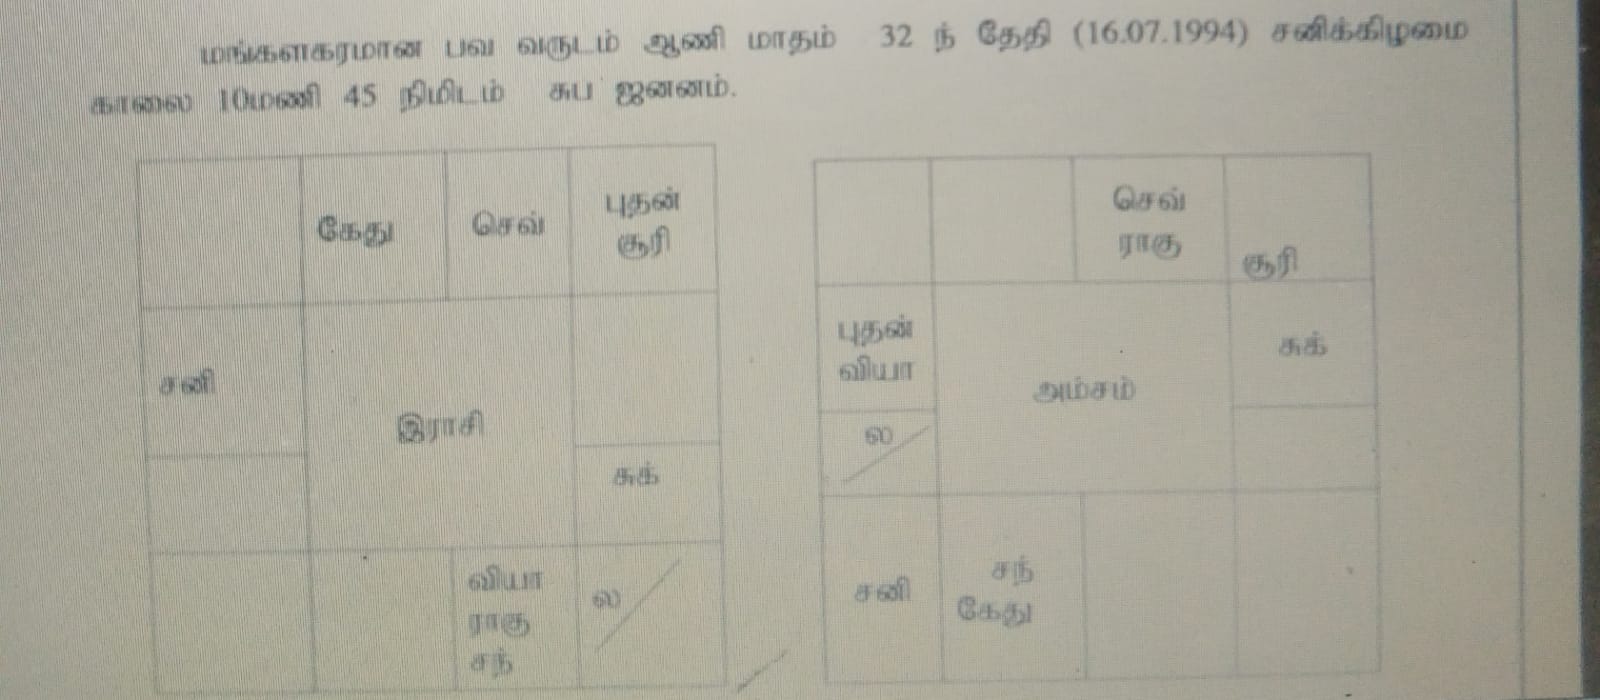 மங்களகரமான பவ வருடம் ஆணி மாதம் 32 ந் தேதி (16.07.1994) சனிக்கிழமை
காலை 10மணி 45 நிமிடம் சுப ஜனனம்.
கேது
செவ்
புதன்
சூரி
சனி
இராசி
சுக்
வியா
ராகு
சந்
ல
செவ்
ராகு
சூரி
புதன்
வியா
அம்சம்
சுக்
ல
சனி
சந்
கேது